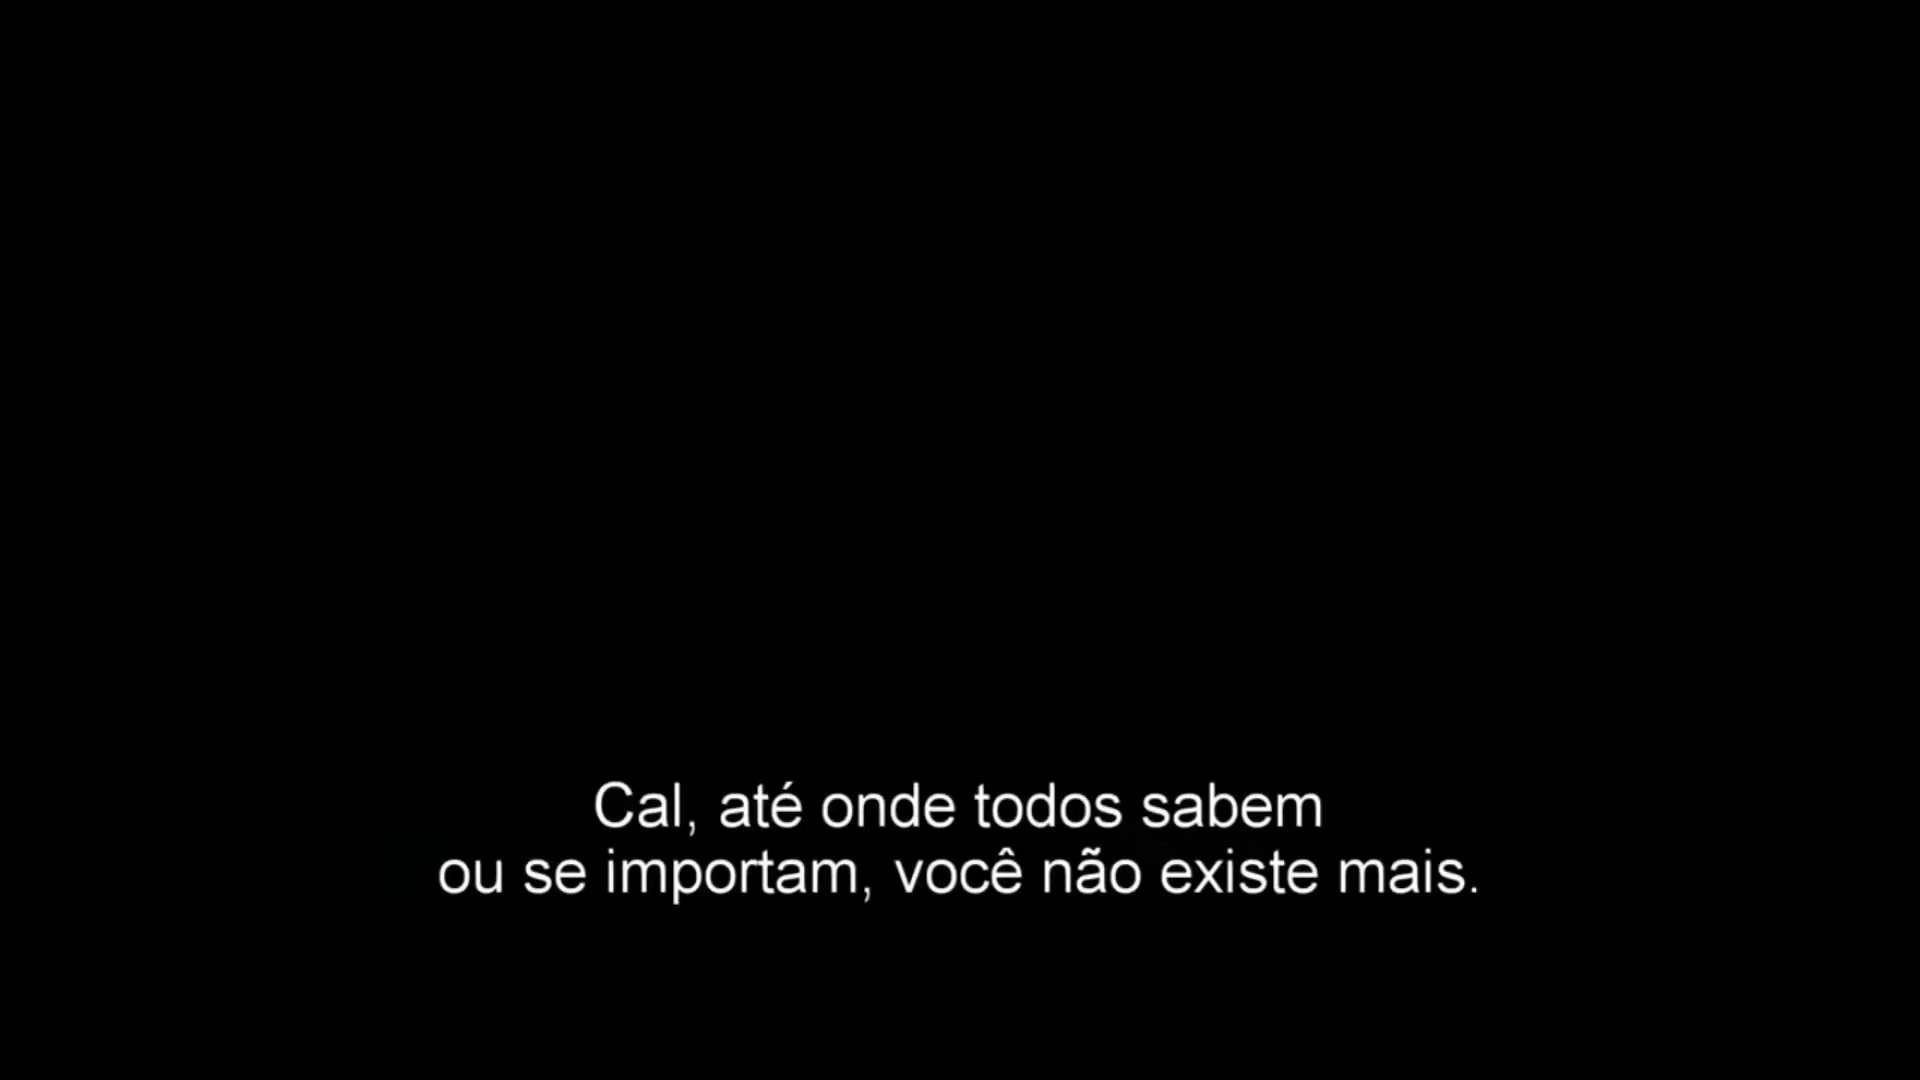 Cal, até onde todos sabem
ou se importam, você não existe mais.